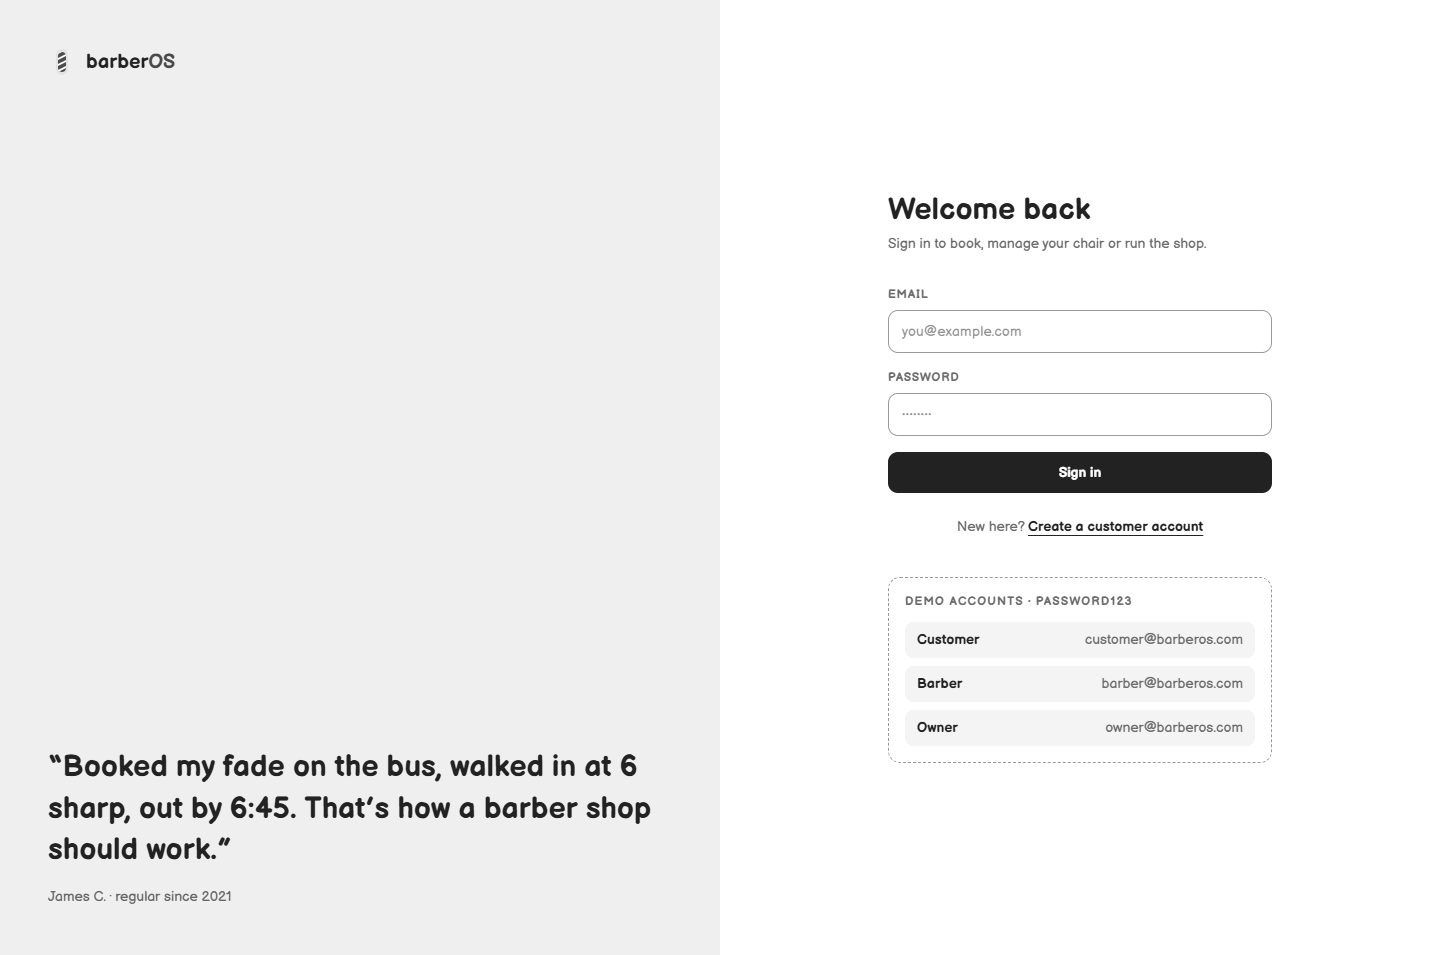 barberOS
“Booked my fade on the bus, walked in at 6
sharp, out by 6:45. That’s how a barber shop
should work.”
James C. · regular since 2021
Welcome back
Sign in to book, manage your chair or run the shop.
EMAIL
you@example.com
PASSWORD
········
Sign in
New here? Create a customer account
DEMO ACCOUNTS · PASSWORD123
Customer customer@barberos.com
Barber barber@barberos.com
Owner owner@barberos.com